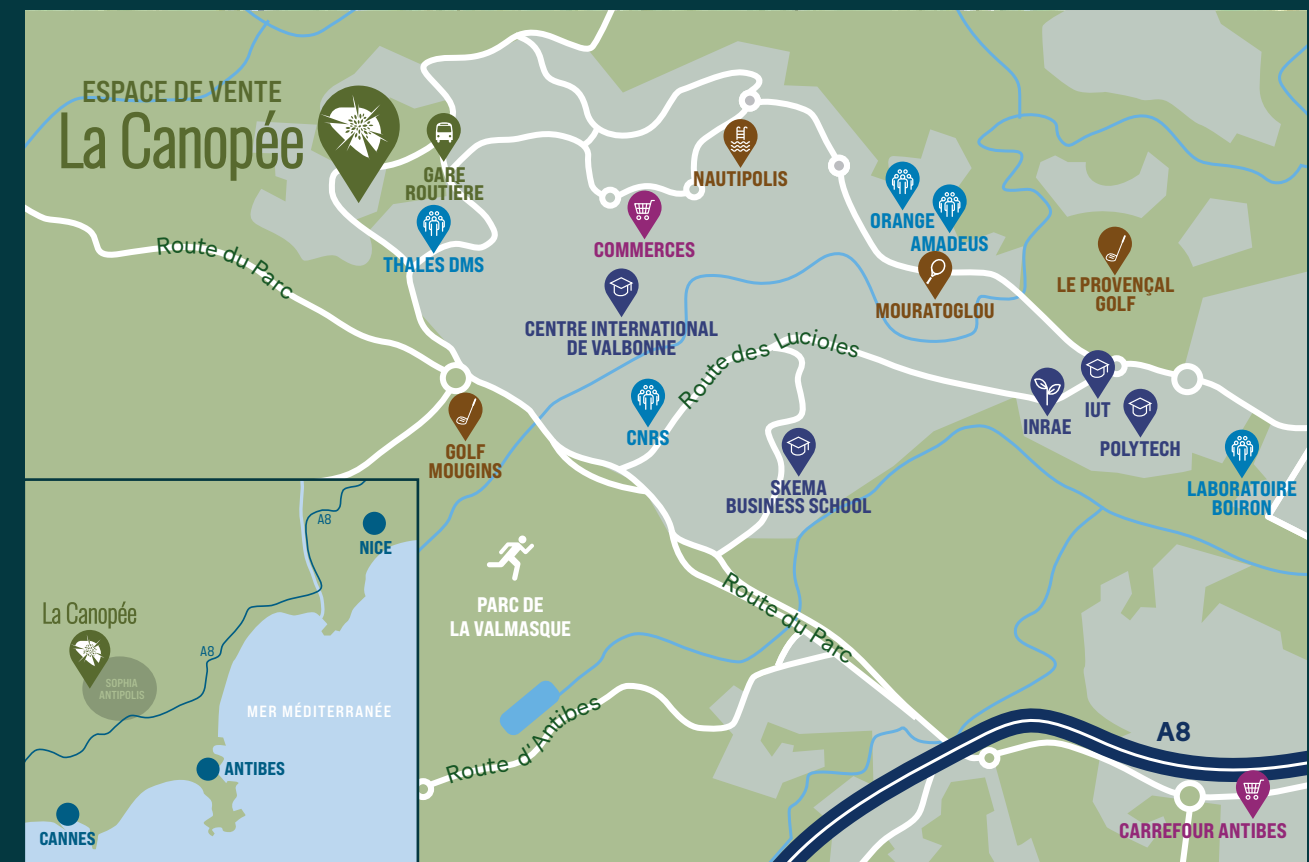 ESPACE DE VENTE
La Canopée
GARE
ROUTIÈRE
NAUTIPOLIS
ORANGE
AMADEUS
COMMERCES
THALES DMS
Route du Parc
LE PROVENÇAL
GOLF
MOURATOGLOU
CENTRE INTERNATIONAL
DE VALBONNE
Route des Lucioles
INRAE
IUT
POLYTECH
CNRS
GOLF
MOUGINS
SKEMA
BUSINESS SCHOOL
LABORATOIRE
BOIRON
PARC DE
LA VALMASQUE
Route du Parc
Route d'Antibes
A8
CARREFOUR ANTIBES
A8
NICE
La Canopée
A8
SOPHIA
ANTIPOLIS
MER MÉDITERRANÉE
ANTIBES
CANNES